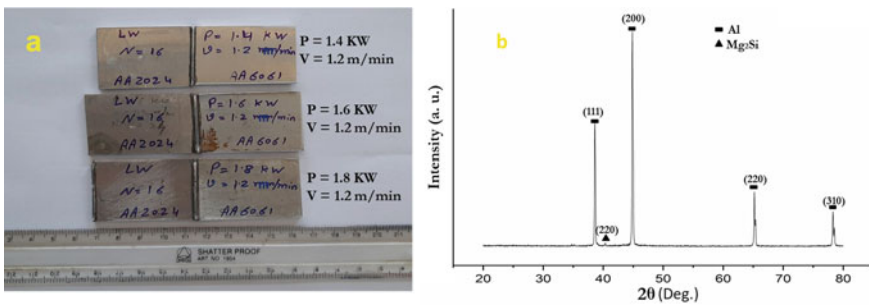 a
LW
N=16
AA2024
P=1.4 KW
υ=1.2 m/min
AA6061
P = 1.4 KW
V = 1.2 m/min
LW
N=16
AA2024
P=1.6 KW
υ=1.2 m/min
AA6061
P = 1.6 KW
V = 1.2 m/min
LW
N=16
AA2024
P=1.8 KW
υ=1.2 m/min
AA6061
P = 1.8 KW
V = 1.2 m/min
SHATTER PROOF
b
Al
Mg₂Si
(111)
(220)
(200)
(220)
(310)
Intensity (a. u.)
20 30 40 50 60 70 80
2θ (Deg.)